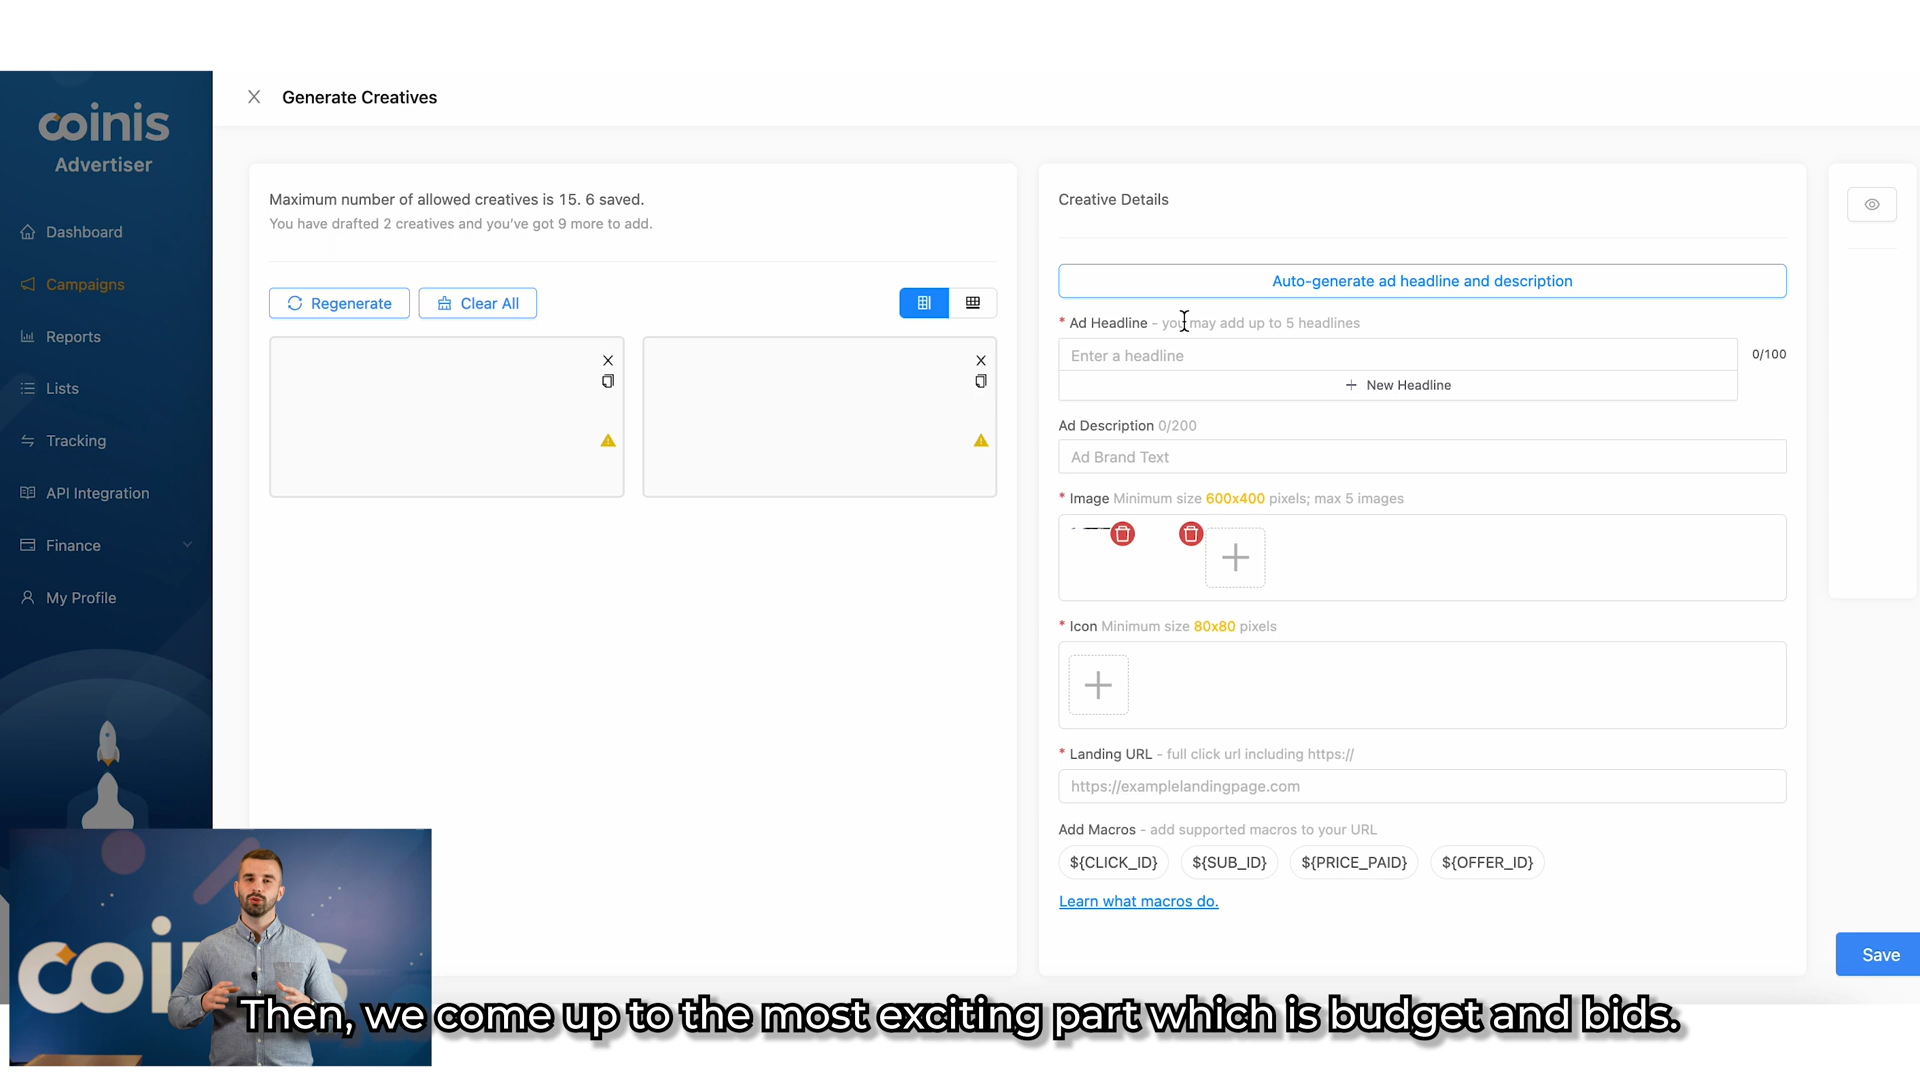 coinis
Advertiser
Dashboard
Campaigns
Reports
Lists
Tracking
API Integration
Finance
My Profile
Generate Creatives
Maximum number of allowed creatives is 15. 6 saved.
You have drafted 2 creatives and you've got 9 more to add.
Regenerate
Clear All
Creative Details
Auto-generate ad headline and description
* Ad Headline - you may add up to 5 headlines
Enter a headline
0/100
+ New Headline
Ad Description 0/200
Ad Brand Text
* Image Minimum size 600x400 pixels; max 5 images
* Icon Minimum size 80x80 pixels
* Landing URL - full click url including https://
https://examplelandingpage.com
Add Macros - add supported macros to your URL
${CLICK_ID}
${SUB_ID}
${PRICE_PAID}
${OFFER_ID}
Learn what macros do.
Save
Then, we come up to the most exciting part which is budget and bids.